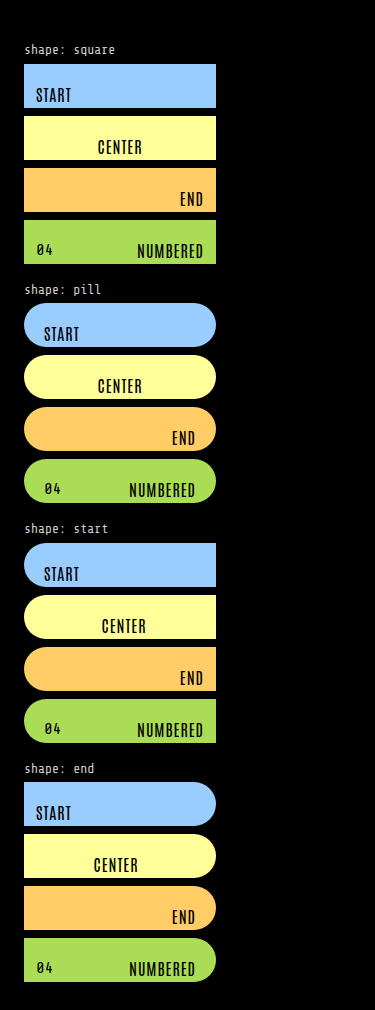 shape: square
START
CENTER
END
04 NUMBERED
shape: pill
START
CENTER
END
04 NUMBERED
shape: start
START
CENTER
END
04 NUMBERED
shape: end
START
CENTER
END
04 NUMBERED